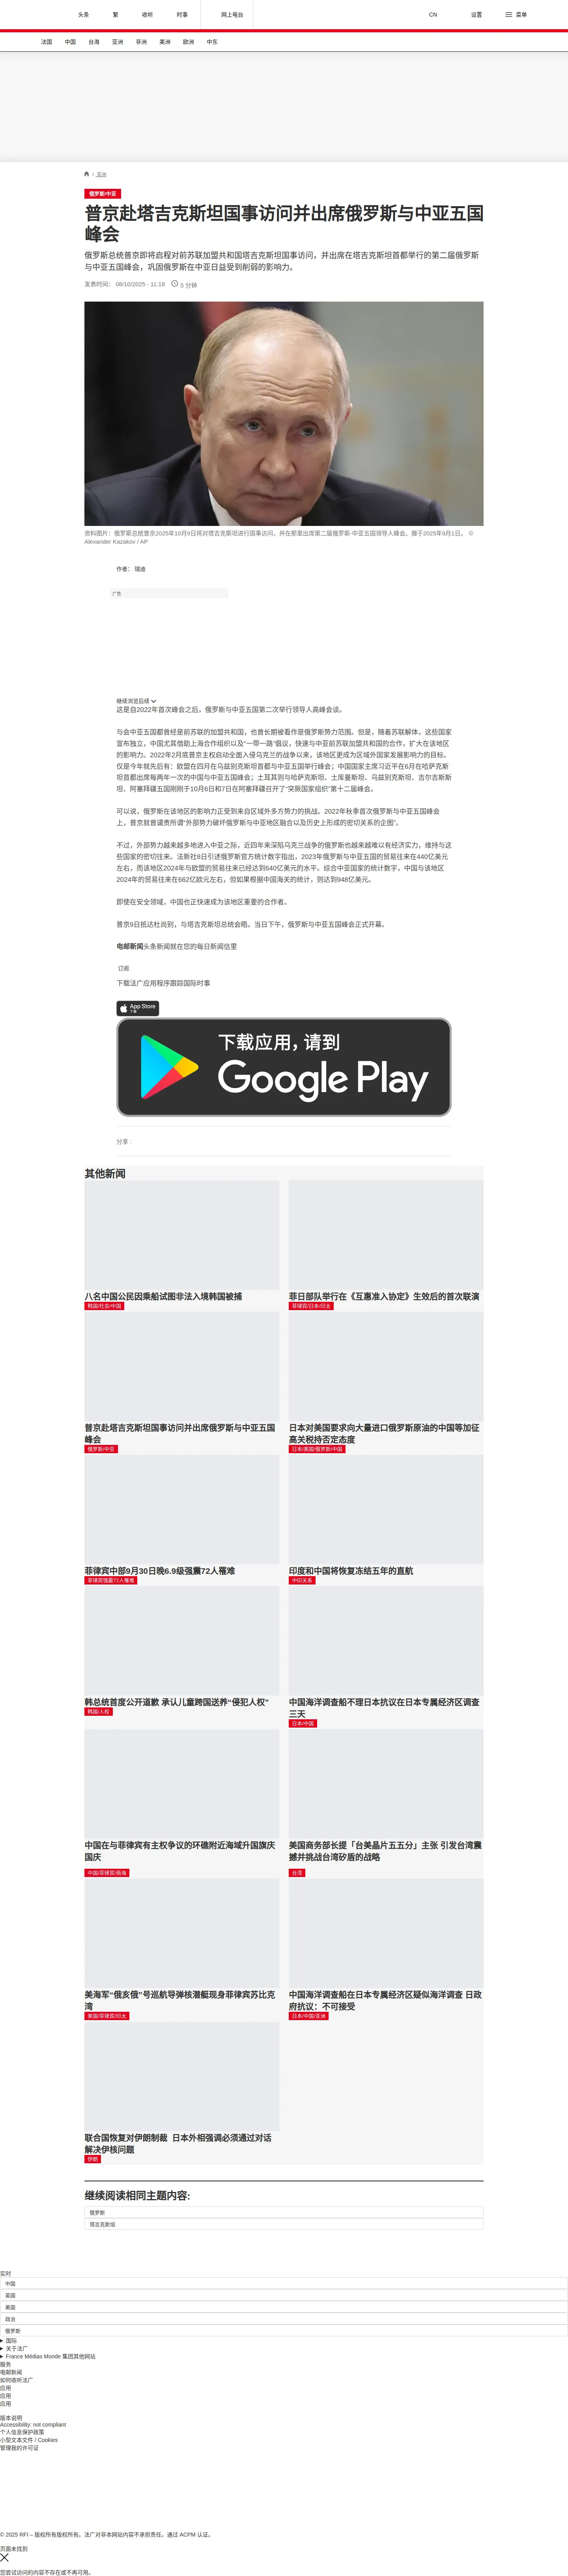 头条
繁
收听
时事
网上电台
CN
设置
菜单
法国
中国
台海
亚洲
非洲
美洲
欧洲
中东
/ 亚洲
俄罗斯/中亚
普京赴塔吉克斯坦国事访问并出席俄罗斯与中亚五国
峰会
俄罗斯总统普京即将启程对前苏联加盟共和国塔吉克斯坦国事访问，并出席在塔吉克斯坦首都举行的第二届俄罗斯
与中亚五国峰会，巩固俄罗斯在中亚日益受到削弱的影响力。
发表时间： 08/10/2025 - 11:18
5 分钟
资料图片：俄罗斯总统普京2025年10月9日将对塔吉克斯坦进行国事访问，并在那里出席第二届俄罗斯-中亚五国领导人峰会。摄于2025年9月1日。 ©
Alexander Kazakov / AP
作者： 瑞迪
广告
继续浏览后续
这是自2022年首次峰会之后，俄罗斯与中亚五国第二次举行领导人高峰会谈。
与会中亚五国都曾经是前苏联的加盟共和国，也曾长期被看作是俄罗斯势力范围。但是，随着苏联解体，这些国家
宣布独立，中国尤其借助上海合作组织以及“一带一路”倡议，快速与中亚前苏联加盟共和国的合作，扩大在该地区
的影响力。2022年2月底普京主权启动全面入侵乌克兰的战争以来，该地区更成为区域外国家发展影响力的目标。
仅是今年就先后有：欧盟在四月在乌兹别克斯坦首都与中亚五国举行峰会；中国国家主席习近平在6月在哈萨克斯
坦首都出席每两年一次的中国与中亚五国峰会；土耳其则与哈萨克斯坦、土库曼斯坦、乌兹别克斯坦、吉尔吉斯斯
坦、阿塞拜疆五国刚刚于10月6日和7日在阿塞拜疆召开了“突厥国家组织”第十二届峰会。
可以说，俄罗斯在该地区的影响力正受到来自区域外多方势力的挑战。2022年秋季首次俄罗斯与中亚五国峰会
上，普京就曾谴责所谓“外部势力破坏俄罗斯与中亚地区融合以及历史上形成的密切关系的企图”。
不过，外部势力越来越多地进入中亚之际，近四年来深陷乌克兰战争的俄罗斯也越来越难以有经济实力，维持与这
些国家的密切往来。法新社8日引述俄罗斯官方统计数字指出，2023年俄罗斯与中亚五国的贸易往来在440亿美元
左右，而该地区2024年与欧盟的贸易往来已经达到640亿美元的水平。综合中亚国家的统计数字，中国与该地区
2024年的贸易往来在662亿欧元左右，但如果根据中国海关的统计，则达到948亿美元。
即使在安全领域，中国也正快速成为该地区重要的合作者。
普京9日抵达杜尚别，与塔吉克斯坦总统会晤。当日下午，俄罗斯与中亚五国峰会正式开幕。
电邮新闻头条新闻就在您的每日新闻信里
订阅
下载法广应用程序跟踪国际时事
App Store
下载
下载应用，请到
Google Play
分享 :
其他新闻
八名中国公民因乘船试图非法入境韩国被捕
韩国/社会/中国
菲日部队举行在《互惠准入协定》生效后的首次联演
菲律宾/日本/印太
普京赴塔吉克斯坦国事访问并出席俄罗斯与中亚五国
峰会
俄罗斯/中亚
日本对美国要求向大量进口俄罗斯原油的中国等加征
高关税持否定态度
日本/美国/俄罗斯/中国
菲律宾中部9月30日晚6.9级强震72人罹难
菲律宾强震72人罹难
印度和中国将恢复冻结五年的直航
中印关系
韩总统首度公开道歉 承认儿童跨国送养“侵犯人权”
韩国/人权
中国海洋调查船不理日本抗议在日本专属经济区调查
三天
日本/中国
中国在与菲律宾有主权争议的环礁附近海域升国旗庆
国庆
中国/菲律宾/南海
美国商务部长提「台美晶片五五分」主张 引发台湾震
撼并挑战台湾矽盾的战略
台湾
美海军“俄亥俄”号巡航导弹核潜艇现身菲律宾苏比克
湾
美国/菲律宾/印太
中国海洋调查船在日本专属经济区疑似海洋调查 日政
府抗议：不可接受
日本/中国/亚洲
联合国恢复对伊朗制裁 日本外相强调必须通过对话
解决伊核问题
伊朗
继续阅读相同主题内容:
俄罗斯
塔吉克斯坦
实时
中国
英国
美国
政治
俄罗斯
国际
关于法广
France Médias Monde 集团其他网站
服务
电邮新闻
如何收听法广
应用
应用
应用
版本说明
Accessibility: not compliant
个人信息保护政策
小型文本文件 / Cookies
管理我的许可证
© 2025 RFI – 版权所有版权所有。法广对非本网站内容不承担责任。通过 ACPM 认证。
页面未找到
您尝试访问的内容不存在或不再可用。